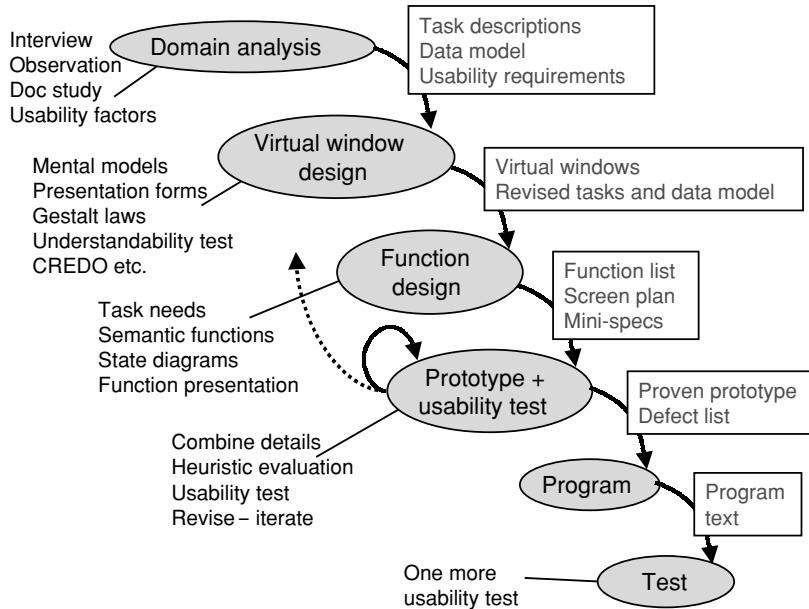 Interview
Observation
Doc study
Usability factors
Domain analysis
Task descriptions
Data model
Usability requirements
Mental models
Presentation forms
Gestalt laws
Understandability test
CREDO etc.
Virtual window
design
Virtual windows
Revised tasks and data model
Task needs
Semantic functions
State diagrams
Function presentation
Function
design
Function list
Screen plan
Mini-specs
Combine details
Heuristic evaluation
Usability test
Revise – iterate
Prototype +
usability test
Proven prototype
Defect list
Program
Program
text
One more
usability test
Test